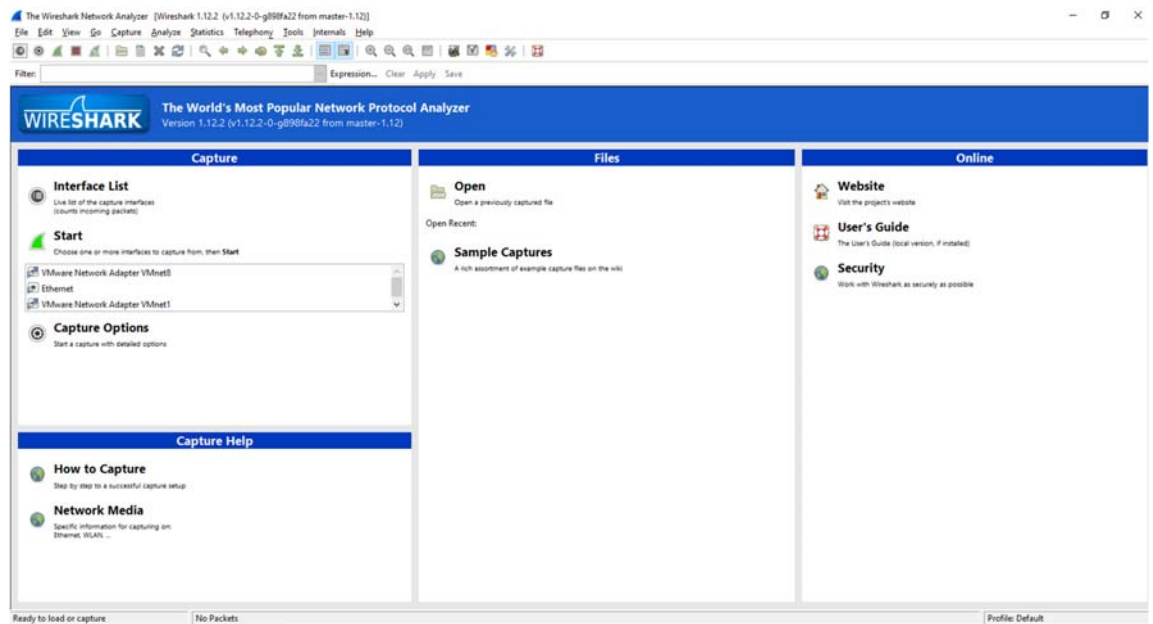 The Wireshark Network Analyzer [Wireshark 1.12.2 (v1.12.2-0-g898fa22 from master-1.12)]
File Edit View Go Capture Analyze Statistics Telephony Tools Internals Help
Filter: Expression... Clear Apply Save
WIRESHARK
The World's Most Popular Network Protocol Analyzer
Version 1.12.2 (v1.12.2-0-g898fa22 from master-1.12)
Capture
Interface List
Live list of the capture interfaces
(counts incoming packets)
Start
Choose one or more interfaces to capture from, then Start
VMware Network Adapter VMnet8
Ethernet
VMware Network Adapter VMnet1
Capture Options
Start a capture with detailed options
Capture Help
How to Capture
Step by step to a successful capture setup
Network Media
Specific information for capturing on:
Ethernet, WLAN, ...
Files
Open
Open a previously captured file
Open Recent:
Sample Captures
A rich assortment of example capture files on the wiki
Online
Website
Visit the project's website
User's Guide
The User's Guide (local version, if installed)
Security
Work with Wireshark as securely as possible
Ready to load or capture
No Packets
Profile: Default